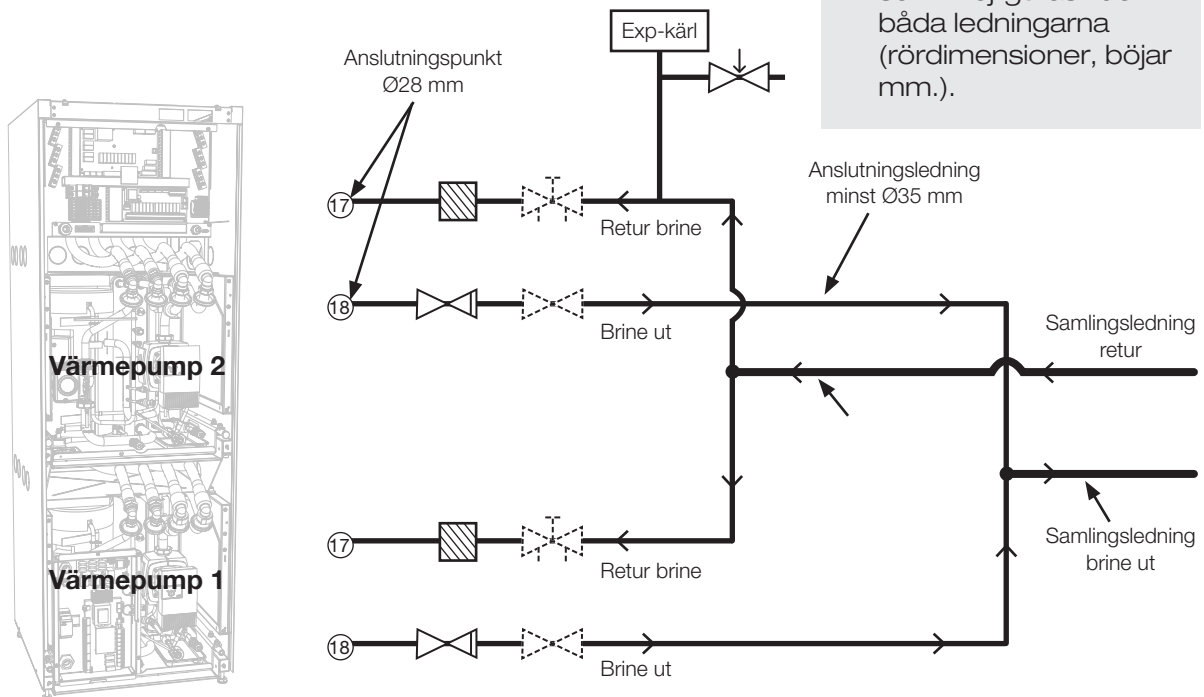 båda ledningarna
(rördimensioner, böjar
mm.).
Exp-kärl
Anslutningspunkt
Ø28 mm
Anslutningsledning
minst Ø35 mm
17
Retur brine
18
Brine ut
Samlingsledning
retur
Värmepump 2
17
Retur brine
Samlingsledning
brine ut
Värmepump 1
18
Brine ut